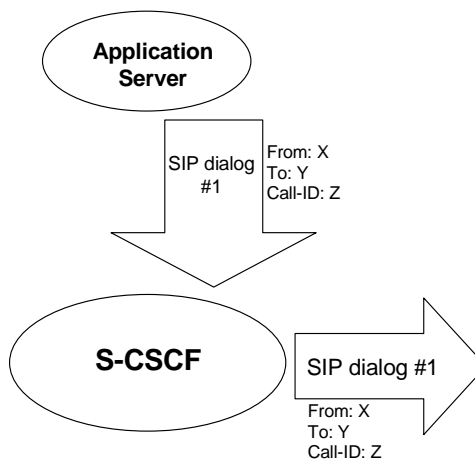 Application
Server
SIP dialog
#1
From: X
To: Y
Call-ID: Z
S-CSCF
SIP dialog #1
From: X
To: Y
Call-ID: Z